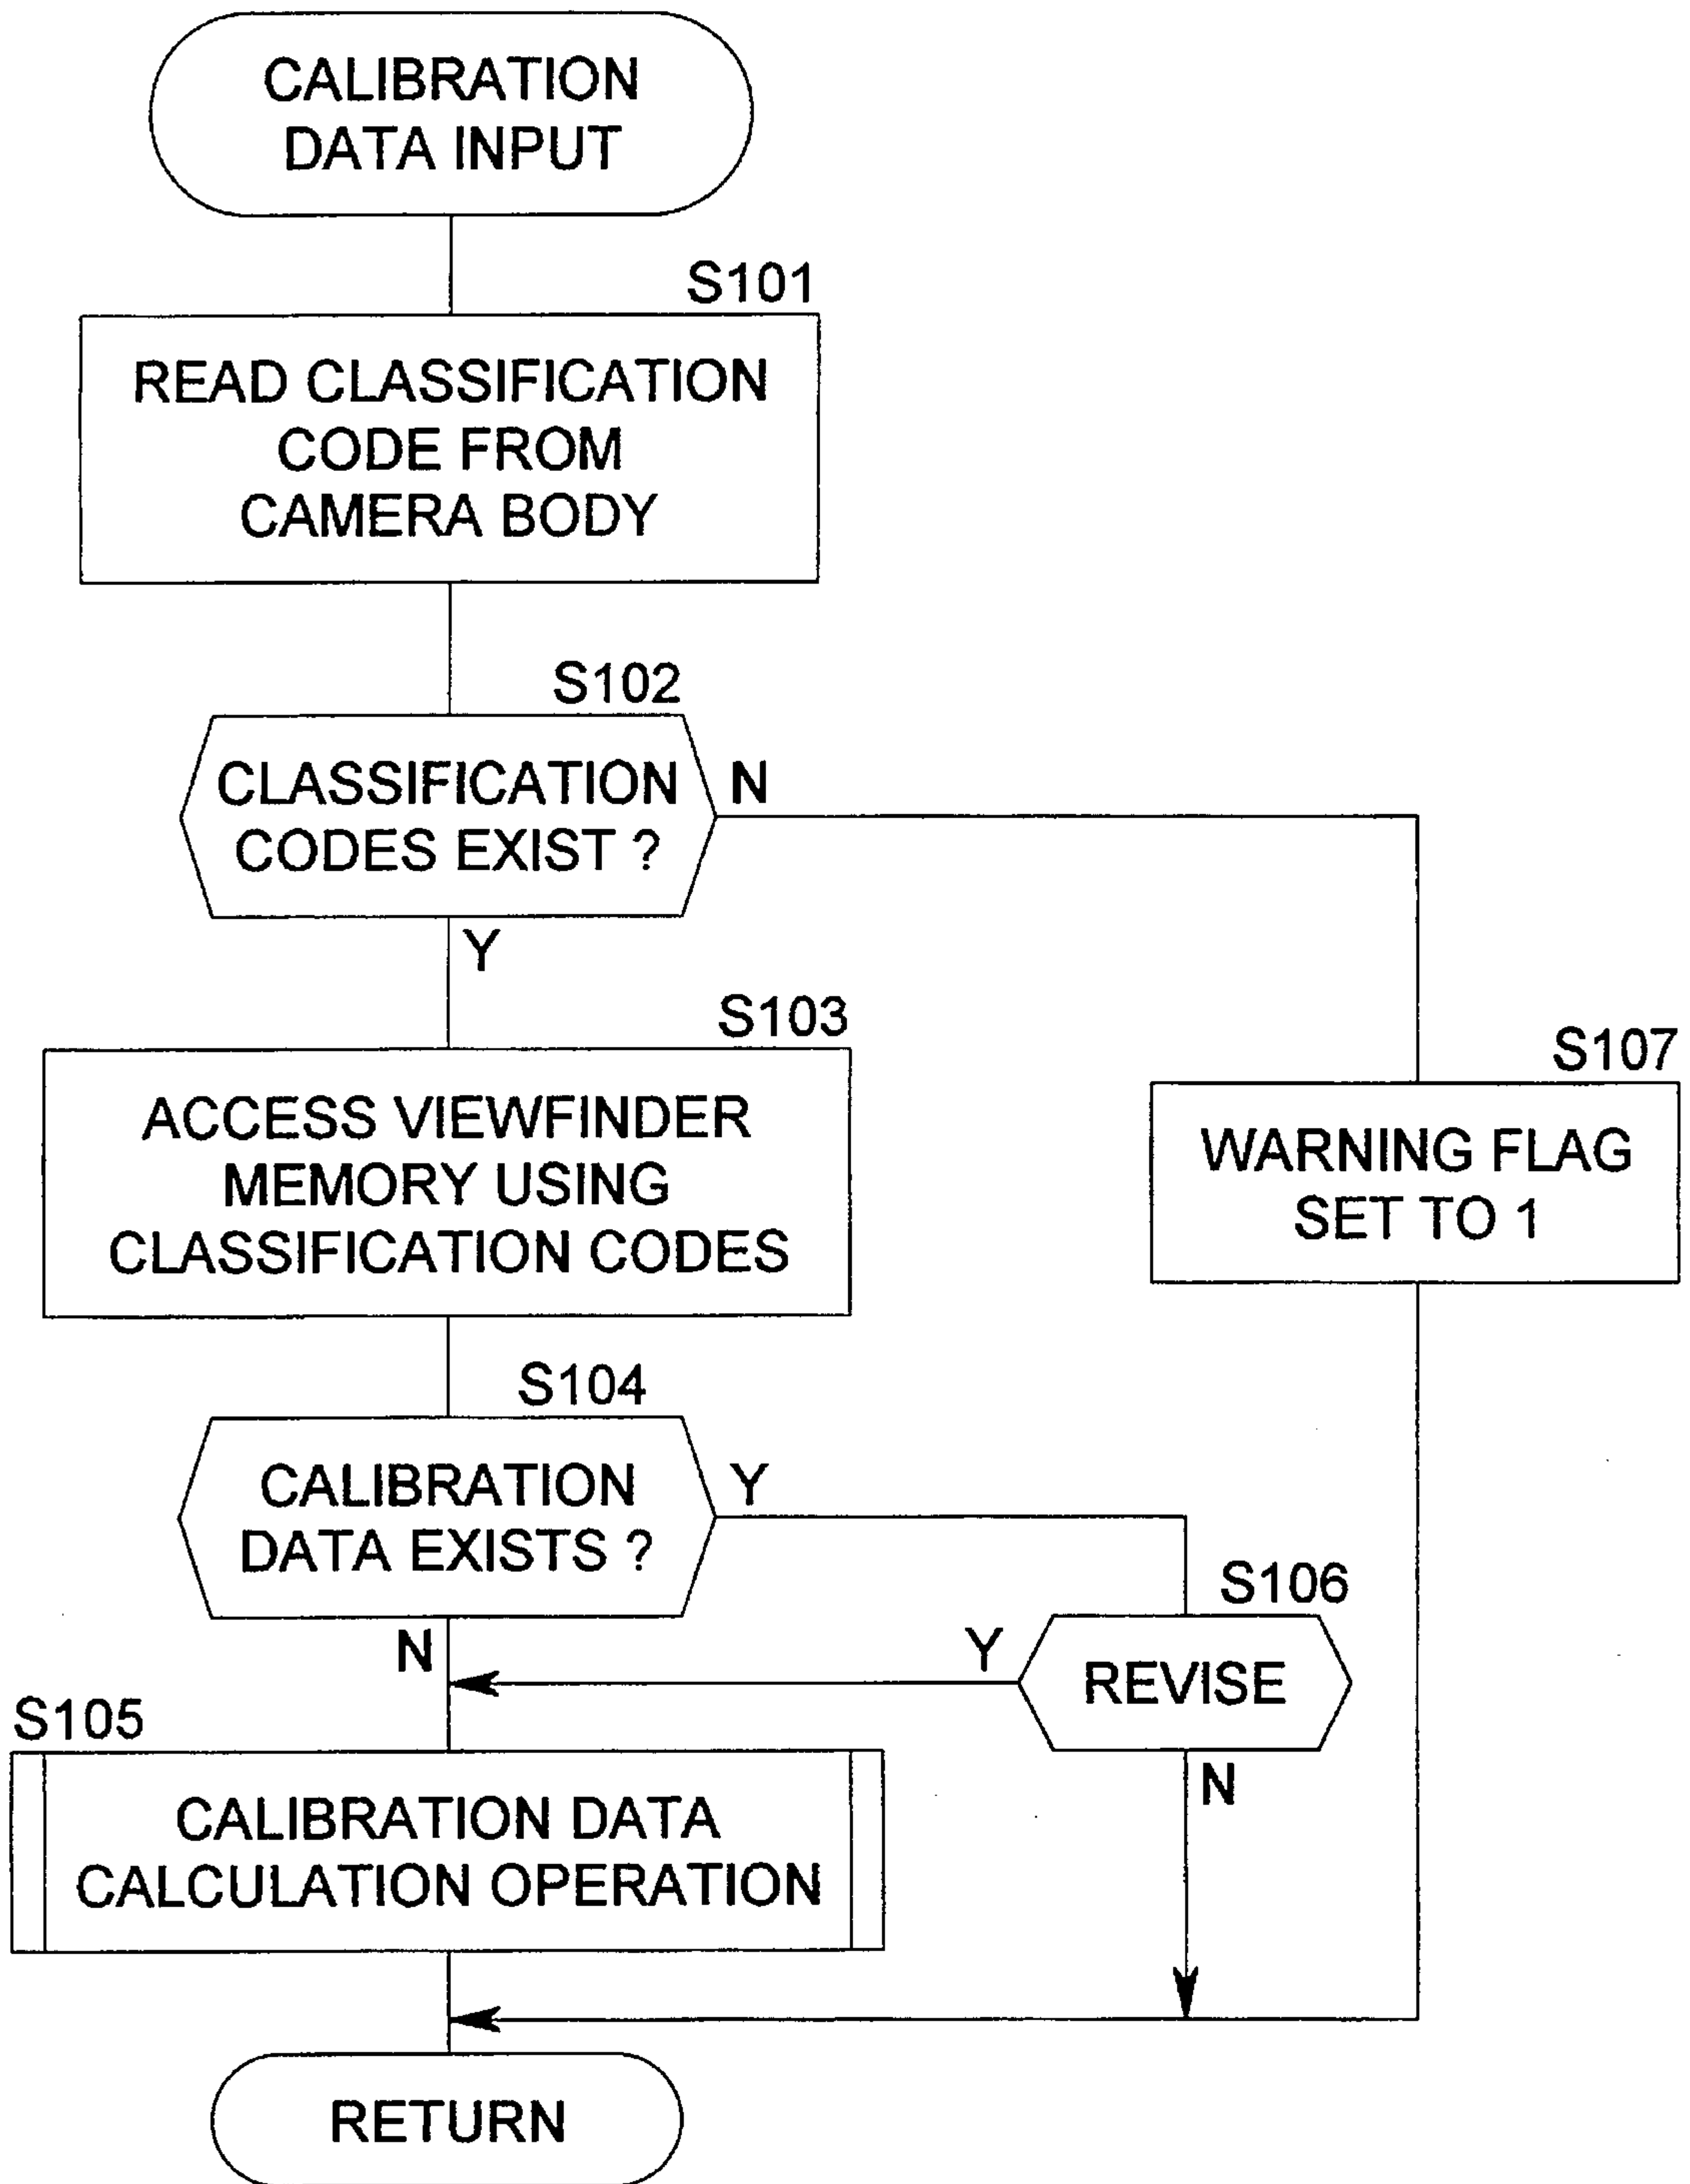 CALIBRATION
DATA INPUT
S101
READ CLASSIFICATION
CODE FROM
CAMERA BODY
S102
CLASSIFICATION
CODES EXIST ?
N
Y
S103
ACCESS VIEWFINDER
MEMORY USING
CLASSIFICATION CODES
S107
WARNING FLAG
SET TO 1
S104
CALIBRATION
DATA EXISTS ?
Y
N
S106
REVISE
Y
N
S105
CALIBRATION DATA
CALCULATION OPERATION
RETURN